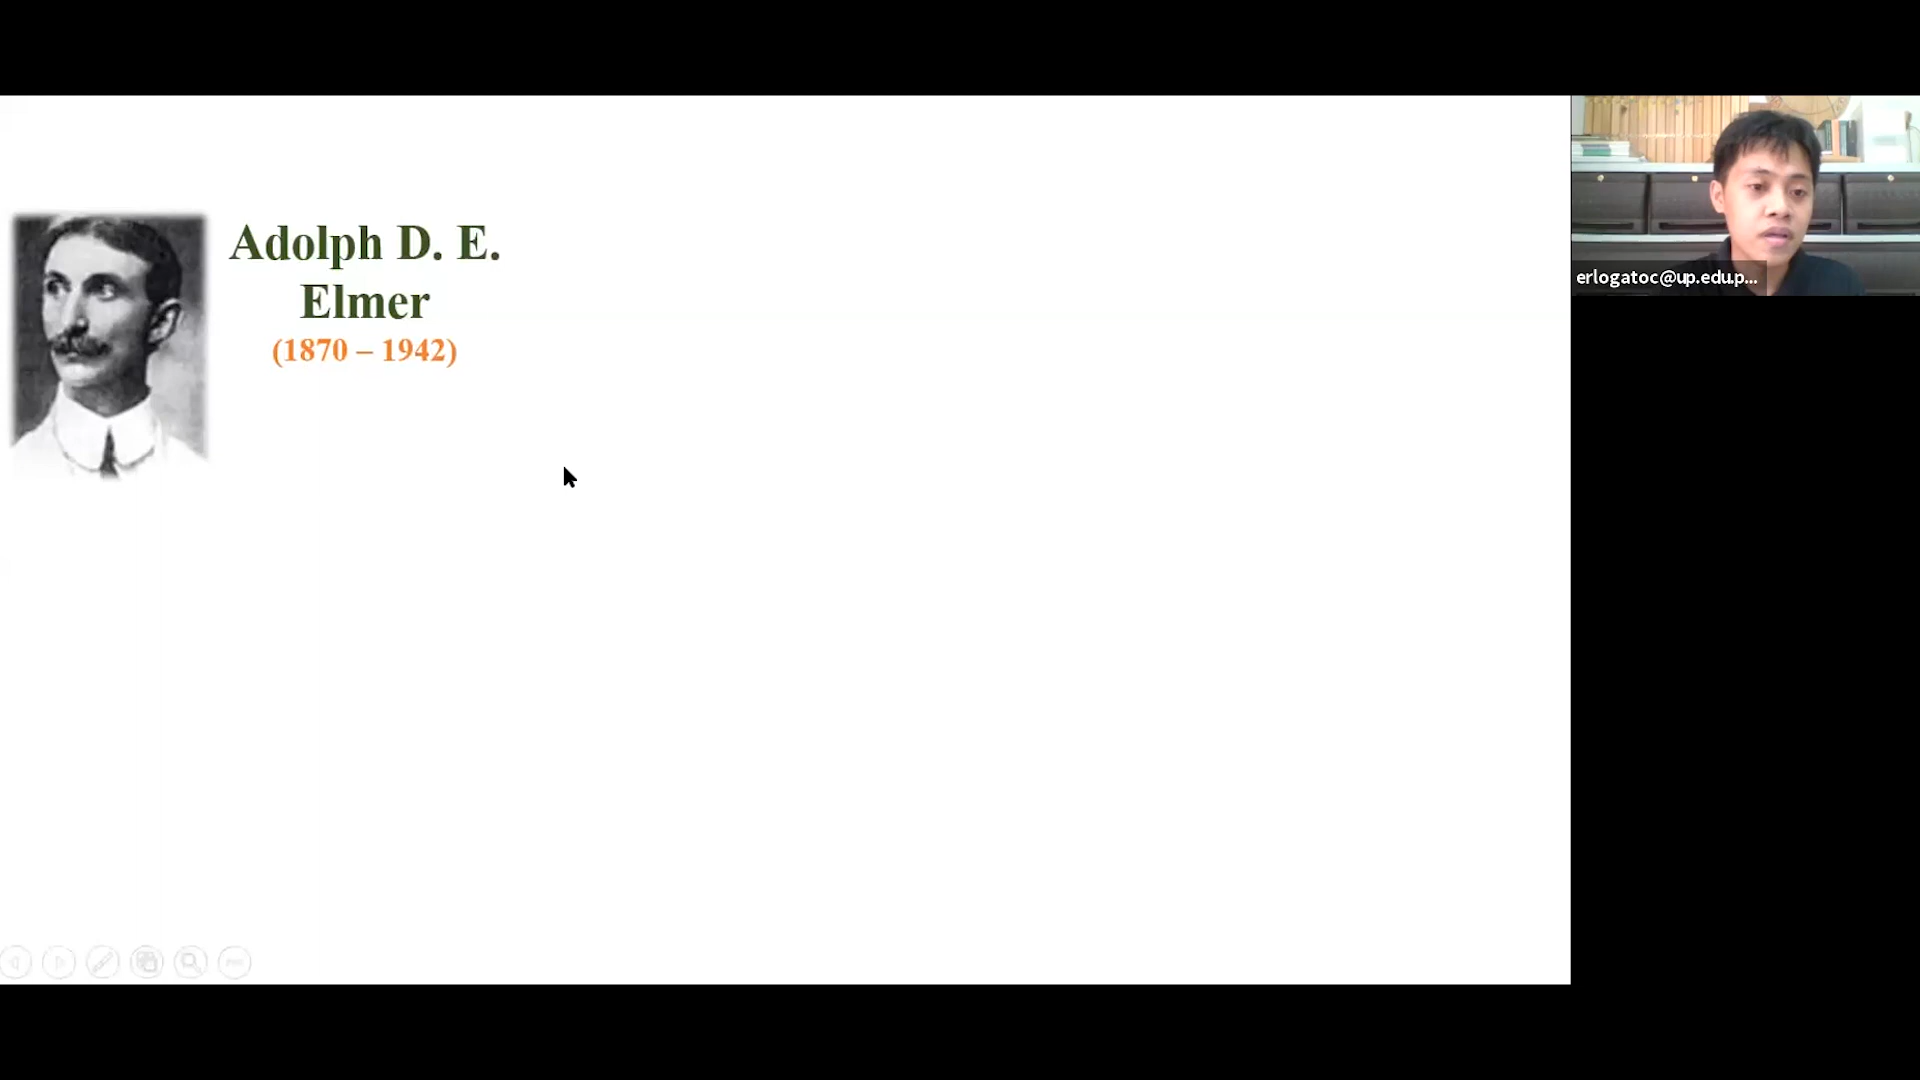 Adolph D. E.
Elmer
(1870 – 1942)
erlogatoc@up.edu.p...